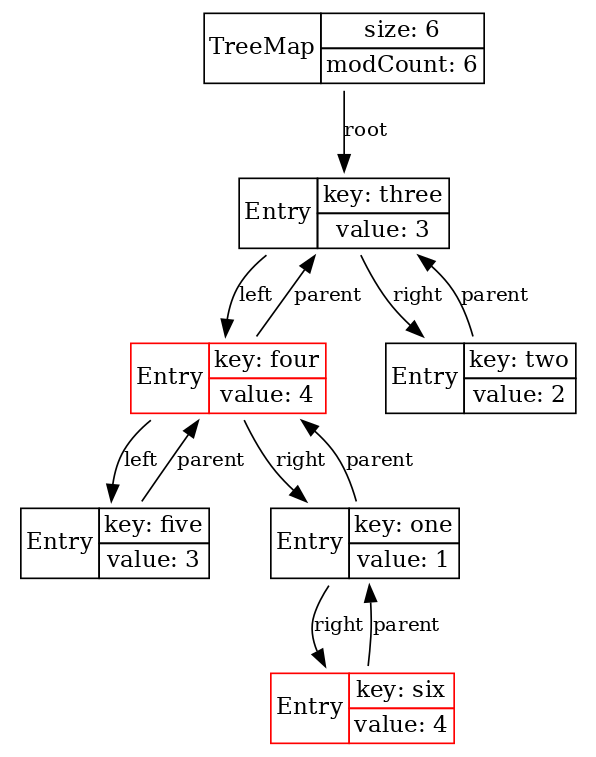 TreeMap
size: 6
modCount: 6
root
Entry
key: three
value: 3
left
parent
right
parent
Entry
key: four
value: 4
Entry
key: two
value: 2
left
parent
right
parent
Entry
key: five
value: 3
Entry
key: one
value: 1
right
parent
Entry
key: six
value: 4